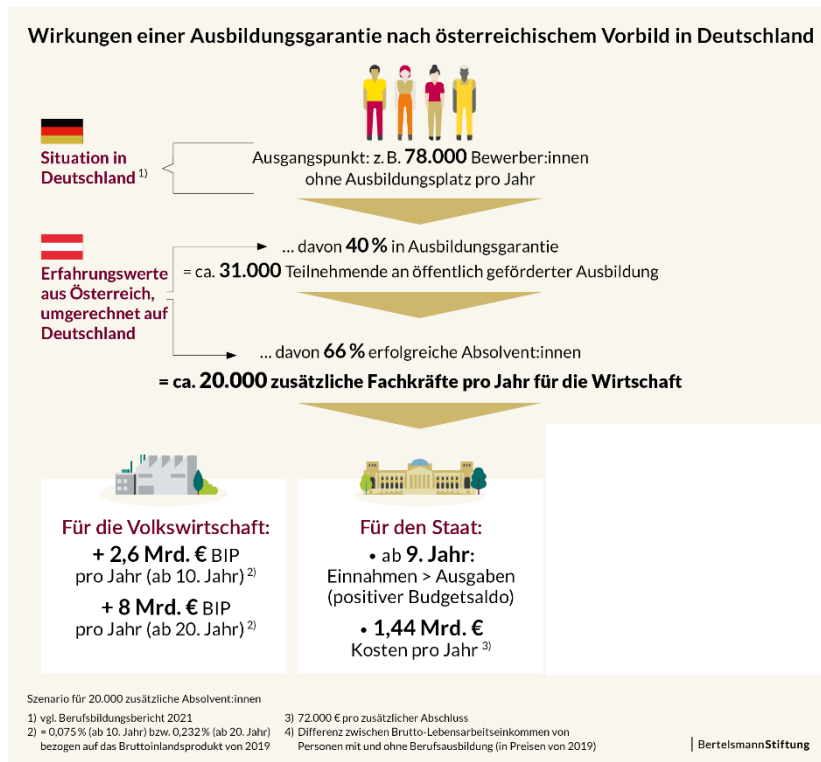 Wirkungen einer Ausbildungsgarantie nach österreichischem Vorbild in Deutschland
Situation in
Deutschland 1)
Ausgangspunkt: z. B. 78.000 Bewerber:innen
ohne Ausbildungsplatz pro Jahr
Erfahrungswerte
aus Österreich,
umgerechnet auf
Deutschland
... davon 40 % in Ausbildungsgarantie
= ca. 31.000 Teilnehmende an öffentlich geförderter Ausbildung
... davon 66 % erfolgreiche Absolvent:innen
= ca. 20.000 zusätzliche Fachkräfte pro Jahr für die Wirtschaft
Für die Volkswirtschaft:
+ 2,6 Mrd. € BIP
pro Jahr (ab 10. Jahr) 2)
+ 8 Mrd. € BIP
pro Jahr (ab 20. Jahr) 2)
Für den Staat:
• ab 9. Jahr:
Einnahmen > Ausgaben
(positiver Budgetsaldo)
• 1,44 Mrd. €
Kosten pro Jahr 3)
Szenario für 20.000 zusätzliche Absolvent:innen
1) vgl. Berufsbildungsbericht 2021
2) = 0,075 % (ab 10. Jahr) bzw. 0,232 % (ab 20. Jahr)
bezogen auf das Bruttoinlandsprodukt von 2019
3) 72.000 € pro zusätzlicher Abschluss
4) Differenz zwischen Brutto-Lebensarbeitseinkommen von
Personen mit und ohne Berufsausbildung (in Preisen von 2019)
BertelsmannStiftung